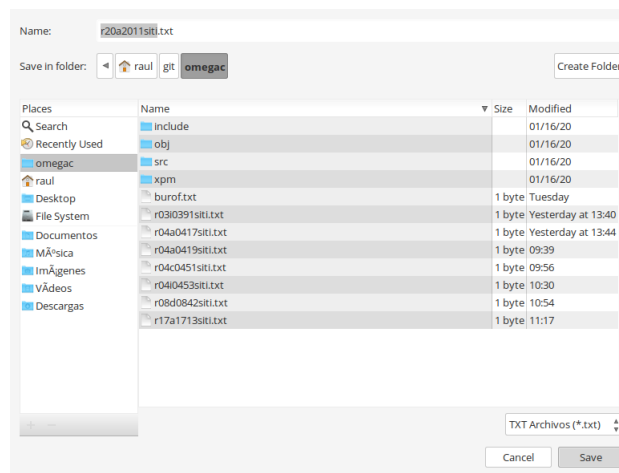 Name: r20a2011siti.txt
Save in folder: raul git omegac Create Folder
Places Name Size Modified
Search include 01/16/20
Recently Used obj 01/16/20
omegac src 01/16/20
raul xpm 01/16/20
Desktop burof.txt 1 byte Tuesday
File System r03i0391siti.txt 1 byte Yesterday at 13:40
Documentos r04a0417siti.txt 1 byte Yesterday at 13:44
MÃºsica r04a0419siti.txt 1 byte 09:39
ImÃ¡genes r04c0451siti.txt 1 byte 09:56
VÃ­deos r04i0453siti.txt 1 byte 10:30
Descargas r08d0842siti.txt 1 byte 10:54
r17a1713siti.txt 1 byte 11:17
TXT Archivos (*.txt)
Cancel Save